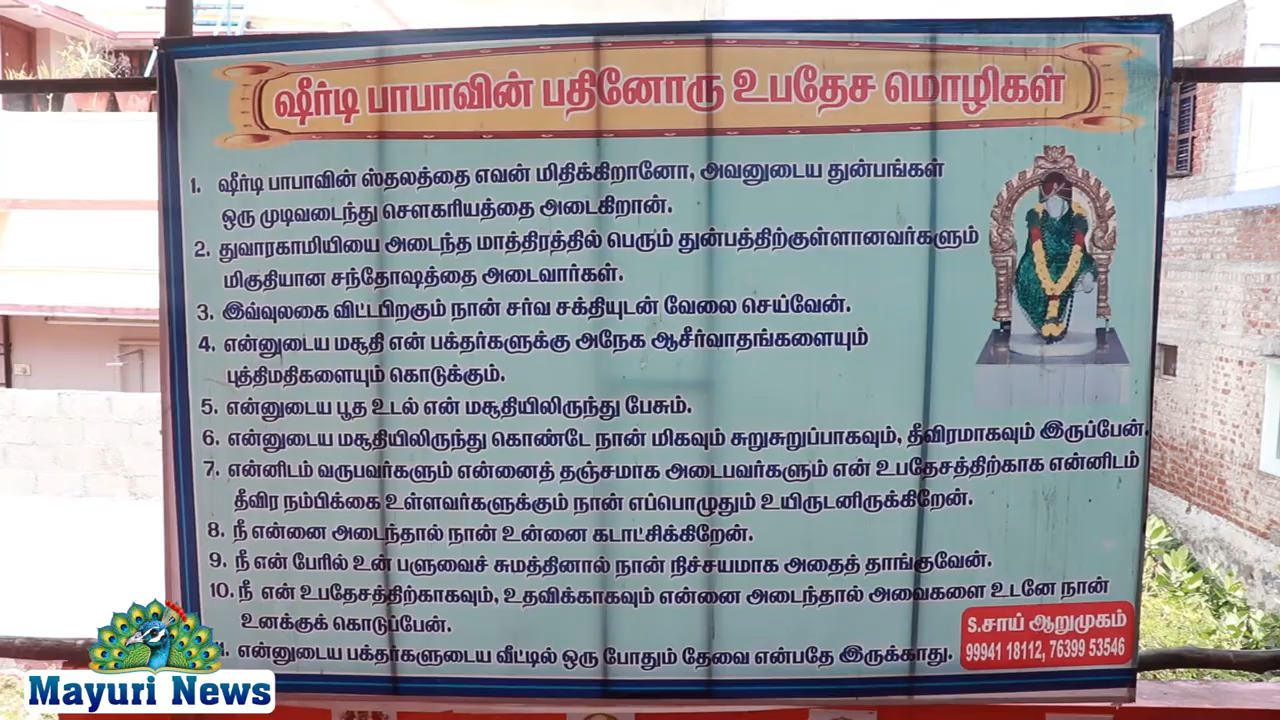 ஷீர்டி பாபாவின் பதினோரு உபதேச மொழிகள்
1. ஷீர்டி பாபாவின் ஸ்தலத்தை எவன் மிதிக்கிறானோ, அவனுடைய துன்பங்கள்
ஒரு முடிவடைந்து சௌகரியத்தை அடைகிறான்.
2. துவாரகாமியியை அடைந்த மாத்திரத்தில் பெரும் துன்பத்திற்குள்ளானவர்களும்
மிகுதியான சந்தோஷத்தை அடைவார்கள்.
3. இவ்வுலகை விட்டபிறகும் நான் சர்வ சக்தியுடன் வேலை செய்வேன்.
4. என்னுடைய மசூதி என் பக்தர்களுக்கு அநேக ஆசீர்வாதங்களையும்
புத்திமதிகளையும் கொடுக்கும்.
5. என்னுடைய பூத உடல் என் மசூதியிலிருந்து பேசும்.
6. என்னுடைய மசூதியிலிருந்து கொண்டே நான் மிகவும் சுறுசுறுப்பாகவும், தீவிரமாகவும் இருப்பேன்.
7. என்னிடம் வருபவர்களும் என்னைத் தஞ்சமாக அடைபவர்களும் என் உபதேசத்திற்காக என்னிடம்
தீவிர நம்பிக்கை உள்ளவர்களுக்கும் நான் எப்பொழுதும் உயிருடனிருக்கிறேன்.
8. நீ என்னை அடைந்தால் நான் உன்னை கடாட்சிக்கிறேன்.
9. நீ என் பேரில் உன் பளுவைச் சுமத்தினால் நான் நிச்சயமாக அதைத் தாங்குவேன்.
10. நீ என் உபதேசத்திற்காகவும், உதவிக்காகவும் என்னை அடைந்தால் அவைகளை உடனே நான்
உனக்குக் கொடுப்பேன்.
1. என்னுடைய பக்தர்களுடைய வீட்டில் ஒரு போதும் தேவை என்பதே இருக்காது.
S.சாய் ஆறுமுகம்
99941 18112, 76399 53546
Mayuri News